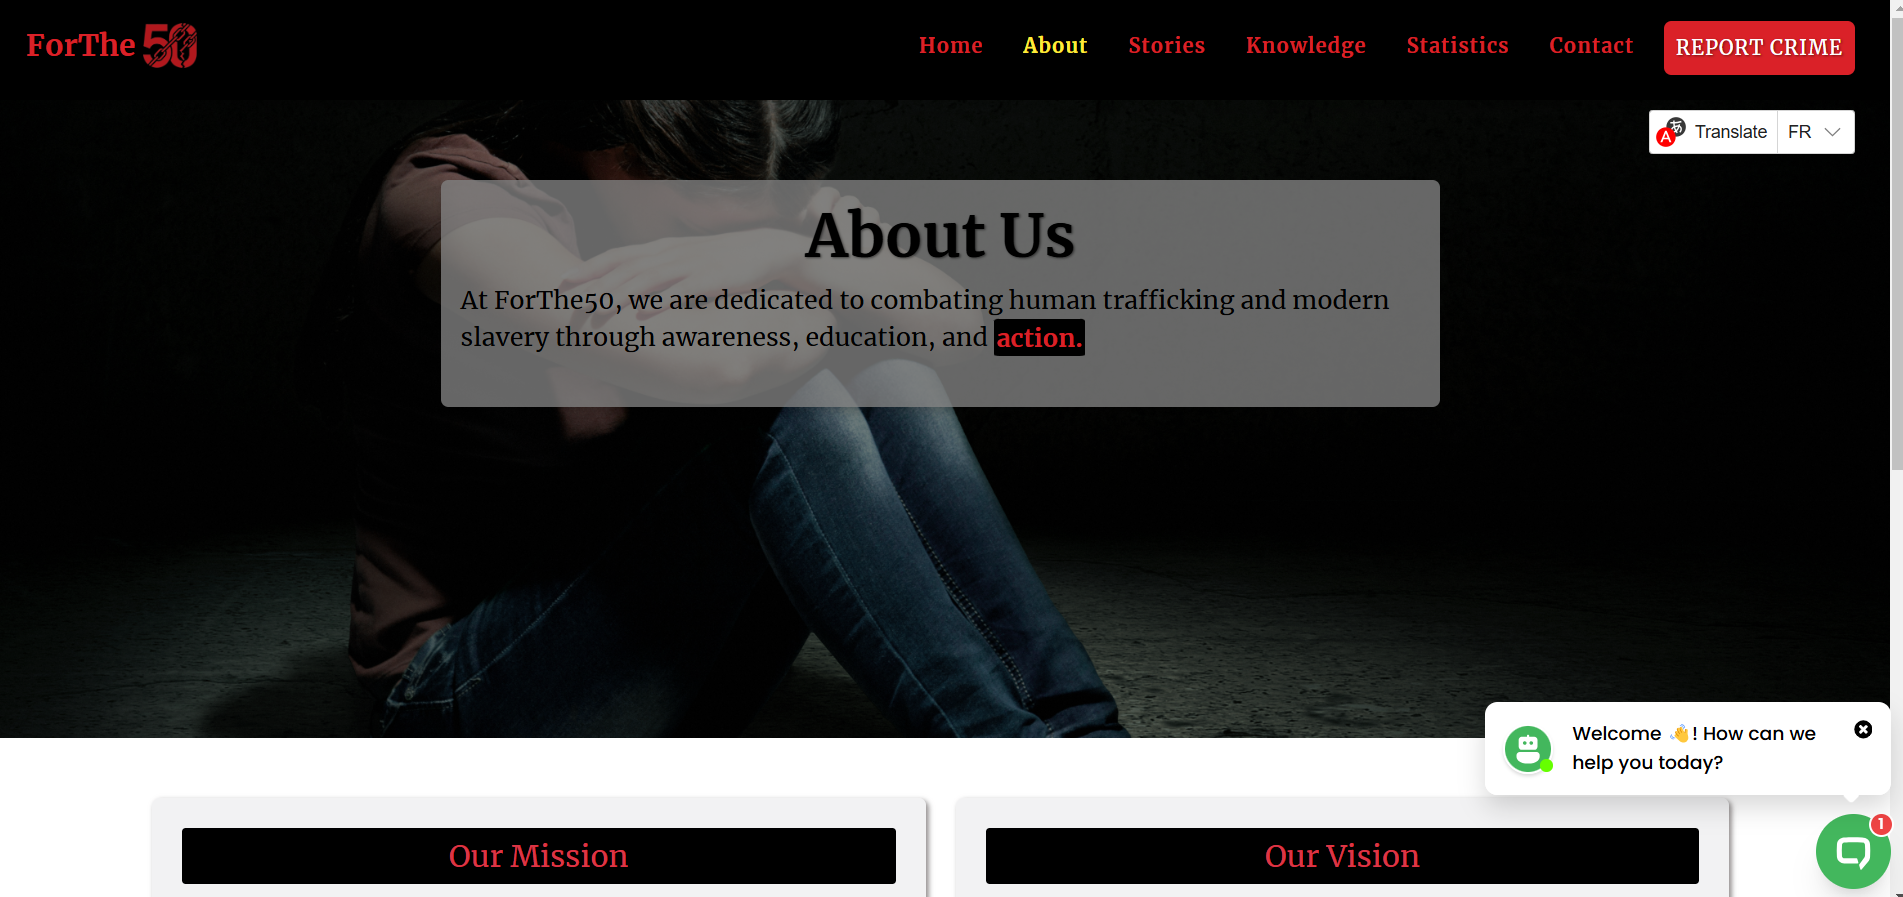 ForThe 50
Home About Stories Knowledge Statistics Contact REPORT CRIME
A あ Translate FR
About Us
At ForThe50, we are dedicated to combating human trafficking and modern
slavery through awareness, education, and action.
Welcome 👋! How can we
help you today?
1
Our Mission
Our Vision